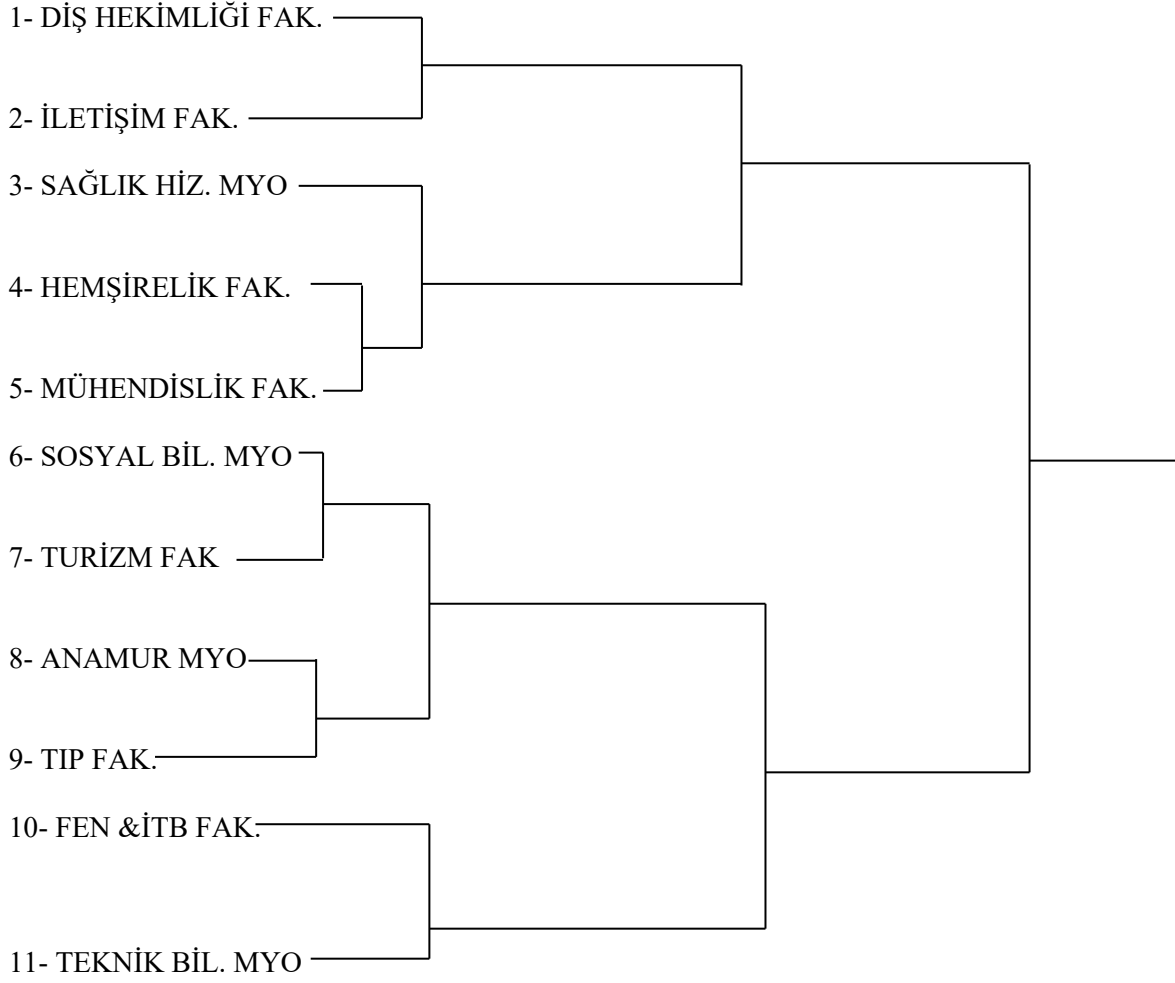 1- DİŞ HEKİMLİĞİ FAK.
2- İLETİŞİM FAK.
3- SAĞLIK HİZ. MYO
4- HEMŞİRELİK FAK.
5- MÜHENDİSLİK FAK.
6- SOSYAL BİL. MYO
7- TURİZM FAK
8- ANAMUR MYO
9- TIP FAK.
10- FEN &İTB FAK.
11- TEKNİK BİL. MYO